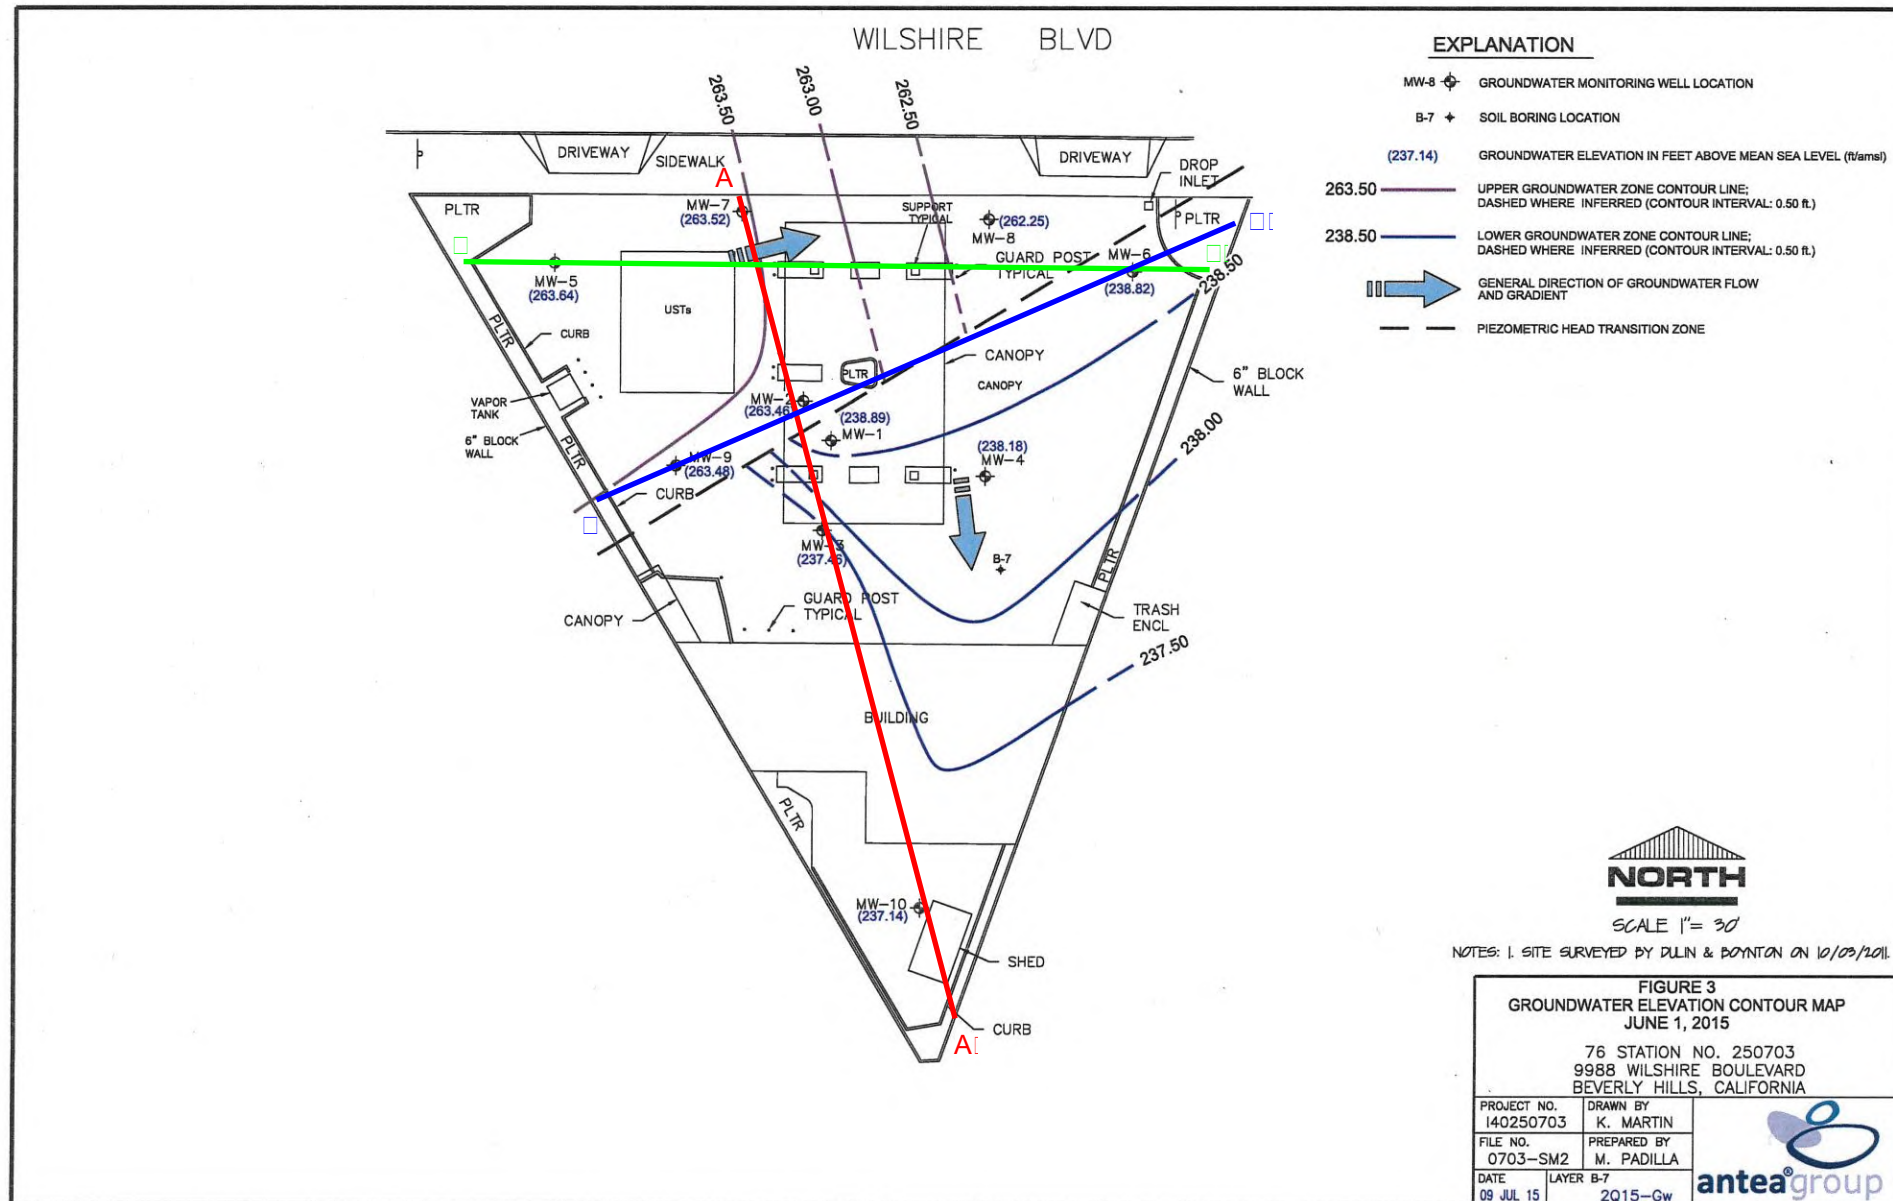 WILSHIRE BLVD
263.50
263.00
262.50
DRIVEWAY
SIDEWALK
DRIVEWAY
DROP
INLET
A
PLTR
MW-7
(263.52)
SUPPORT
TYPICAL
(262.25)
MW-8
PLTR
MW-5
(263.64)
GUARD POST
TYPICAL
MW-6
(238.82)
238.50
USTs
PLTR
CURB
CANOPY
CANOPY
PLTR
6" BLOCK
WALL
VAPOR
TANK
MW-2
(263.46)
(238.89)
MW-1
6" BLOCK
WALL
PLTR
238.00
(238.18)
MW-4
MW-9
(263.48)
CURB
MW-3
(237.46)
B-7
PLTR
GUARD POST
TYPICAL
CANOPY
TRASH
ENCL
237.50
BUILDING
PLTR
MW-10
(237.14)
SHED
CURB
A
EXPLANATION
MW-8 GROUNDWATER MONITORING WELL LOCATION
B-7 SOIL BORING LOCATION
(237.14) GROUNDWATER ELEVATION IN FEET ABOVE MEAN SEA LEVEL (ft/amsl)
263.50 UPPER GROUNDWATER ZONE CONTOUR LINE;
DASHED WHERE INFERRED (CONTOUR INTERVAL: 0.50 ft.)
238.50 LOWER GROUNDWATER ZONE CONTOUR LINE;
DASHED WHERE INFERRED (CONTOUR INTERVAL: 0.50 ft.)
GENERAL DIRECTION OF GROUNDWATER FLOW
AND GRADIENT
PIEZOMETRIC HEAD TRANSITION ZONE
NORTH
SCALE 1"= 30'
NOTES: 1. SITE SURVEYED BY DULIN & BOYNTON ON 10/03/2011.
FIGURE 3
GROUNDWATER ELEVATION CONTOUR MAP
JUNE 1, 2015
76 STATION NO. 250703
9988 WILSHIRE BOULEVARD
BEVERLY HILLS, CALIFORNIA
PROJECT NO.
I40250703
DRAWN BY
K. MARTIN
FILE NO.
0703-SM2
PREPARED BY
M. PADILLA
DATE
09 JUL 15
LAYER B-7
2Q15-Gw
anteagroup